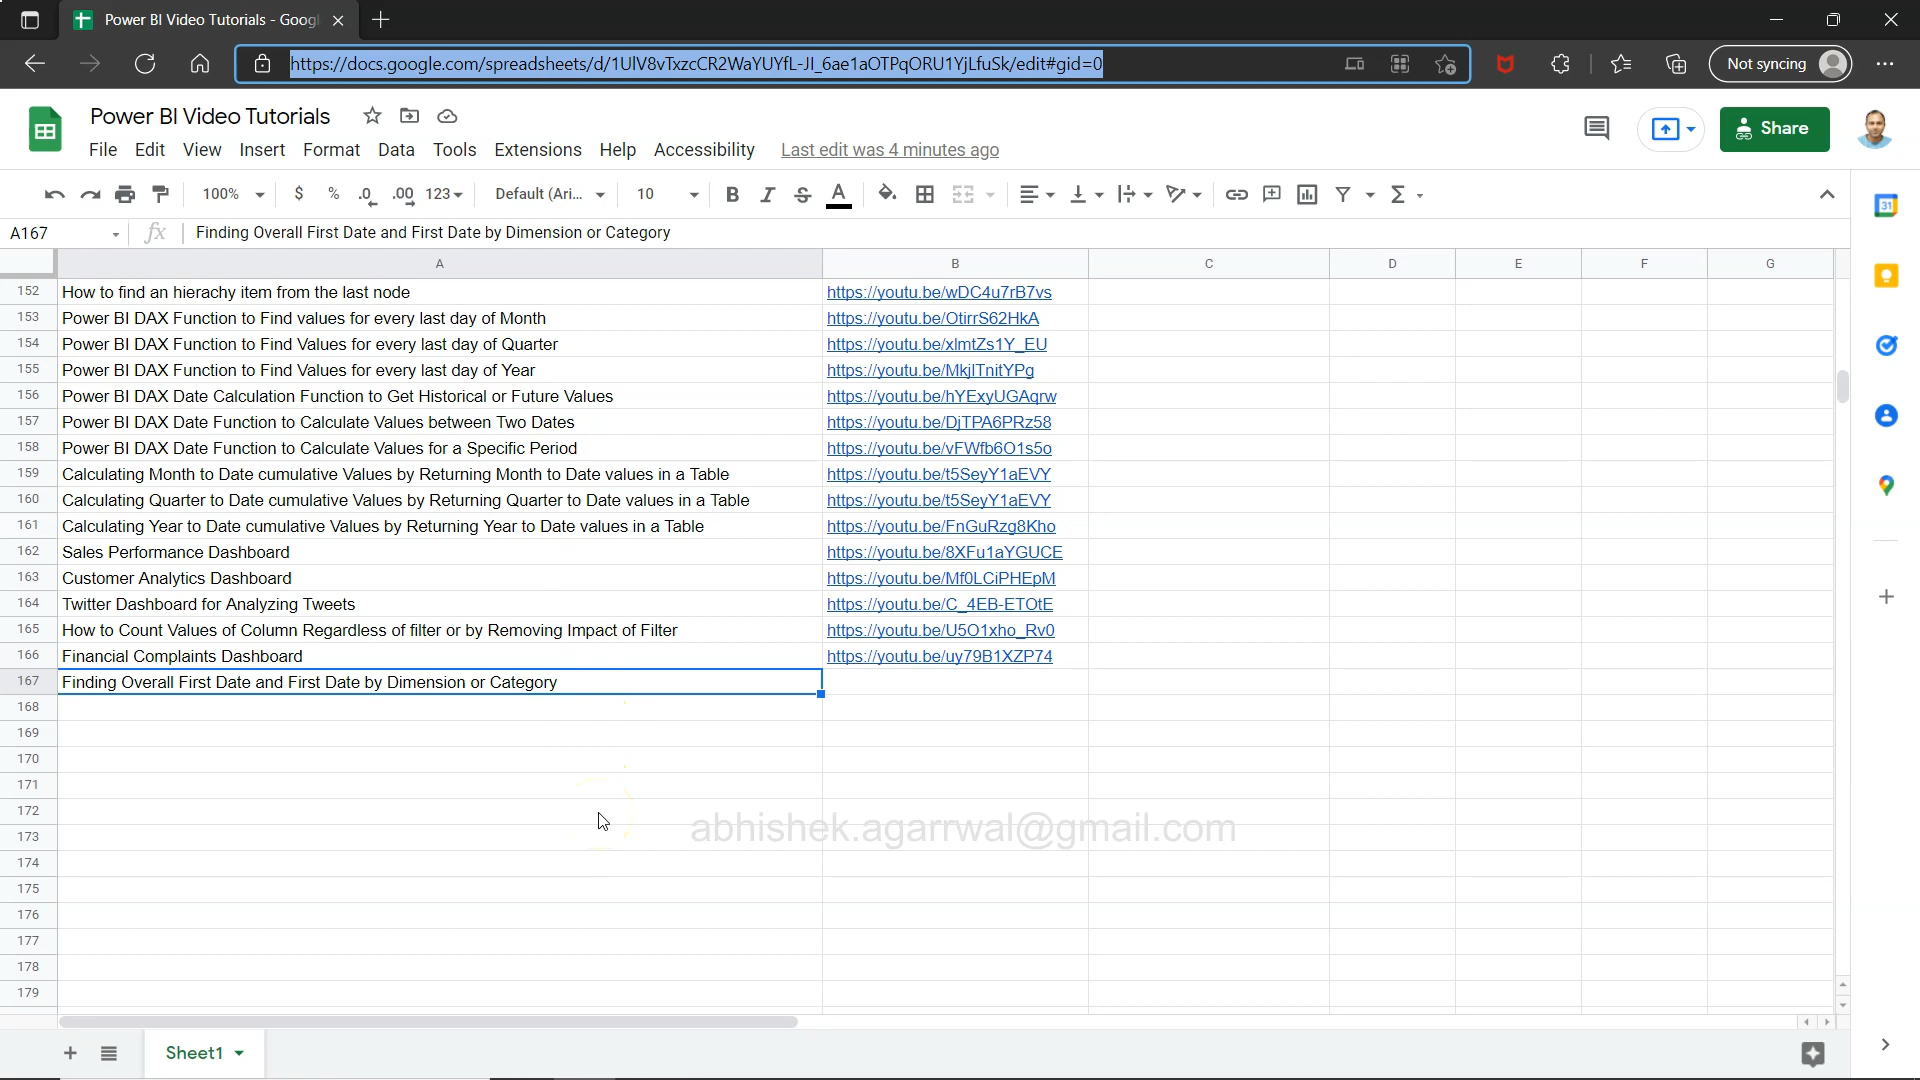 Power BI Video Tutorials - Googl
https://docs.google.com/spreadsheets/d/1UlV8vTxzcCR2WaYUYfL-JI_6ae1aOTPqORU1YjLfuSk/edit#gid=0
Not syncing
Power BI Video Tutorials
File Edit View Insert Format Data Tools Extensions Help Accessibility Last edit was 4 minutes ago
Share
100% $ % .0 .00 123 Default (Ari... 10 B I S A
A167 fx Finding Overall First Date and First Date by Dimension or Category
A B C D E F G
152 How to find an hierachy item from the last node https://youtu.be/wDC4u7rB7vs
153 Power BI DAX Function to Find values for every last day of Month https://youtu.be/OtirrS62HkA
154 Power BI DAX Function to Find Values for every last day of Quarter https://youtu.be/xlmtZs1Y_EU
155 Power BI DAX Function to Find Values for every last day of Year https://youtu.be/MkjlTnitYPg
156 Power BI DAX Date Calculation Function to Get Historical or Future Values https://youtu.be/hYExyUGAqrw
157 Power BI DAX Date Function to Calculate Values between Two Dates https://youtu.be/DjTPA6PRz58
158 Power BI DAX Date Function to Calculate Values for a Specific Period https://youtu.be/vFWfb6O1s5o
159 Calculating Month to Date cumulative Values by Returning Month to Date values in a Table https://youtu.be/t5SeyY1aEVY
160 Calculating Quarter to Date cumulative Values by Returning Quarter to Date values in a Table https://youtu.be/t5SeyY1aEVY
161 Calculating Year to Date cumulative Values by Returning Year to Date values in a Table https://youtu.be/FnGuRzg8Kho
162 Sales Performance Dashboard https://youtu.be/8XFu1aYGUCE
163 Customer Analytics Dashboard https://youtu.be/Mf0LCiPHEpM
164 Twitter Dashboard for Analyzing Tweets https://youtu.be/C_4EB-ETOtE
165 How to Count Values of Column Regardless of filter or by Removing Impact of Filter https://youtu.be/U5O1xho_Rv0
166 Financial Complaints Dashboard https://youtu.be/uy79B1XZP74
167 Finding Overall First Date and First Date by Dimension or Category
168
169
170
171
172
abhishek.agarrwal@gmail.com
173
174
175
176
177
178
179
Sheet1
31